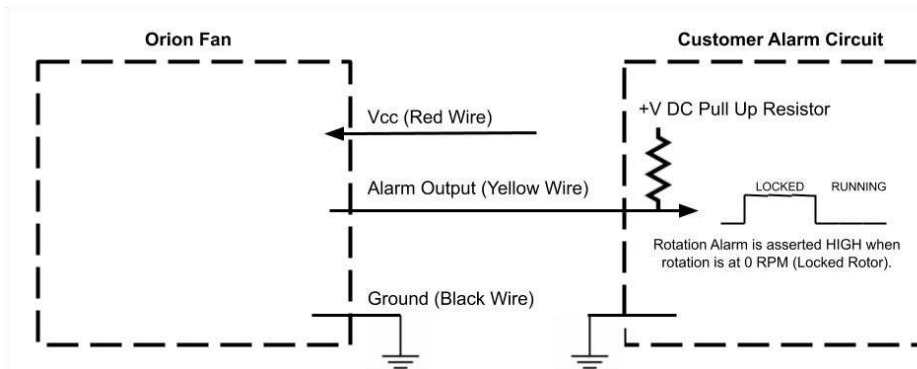 Orion Fan
Customer Alarm Circuit
Vcc (Red Wire)
+V DC Pull Up Resistor
Alarm Output (Yellow Wire)
LOCKED
RUNNING
Rotation Alarm is asserted HIGH when
rotation is at 0 RPM (Locked Rotor).
Ground (Black Wire)